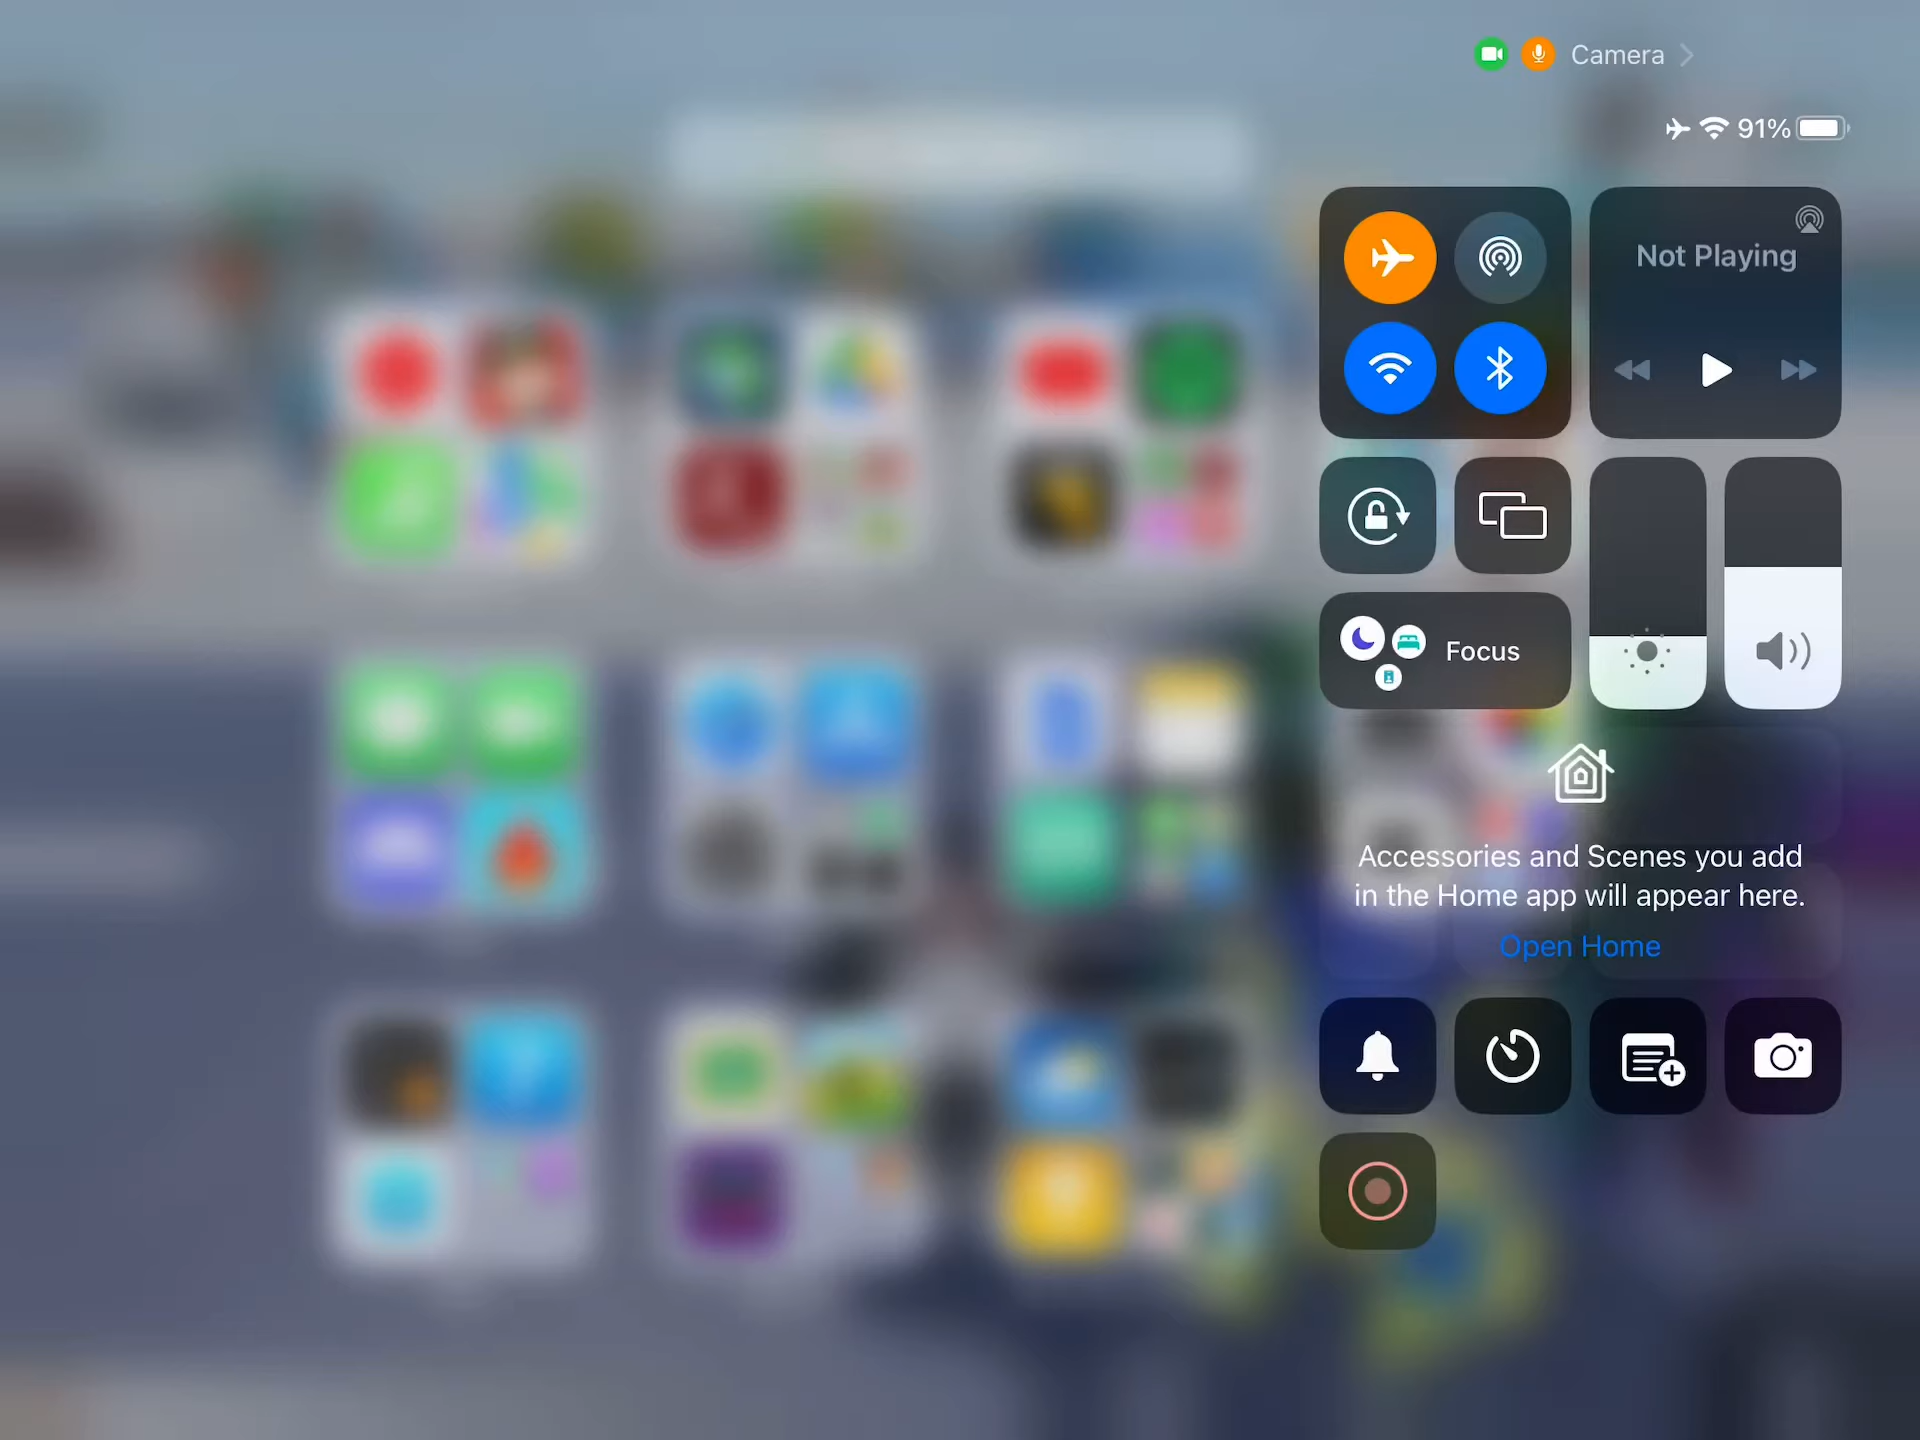 Camera
91%
Not Playing
Focus
Accessories and Scenes you add
in the Home app will appear here.
Open Home